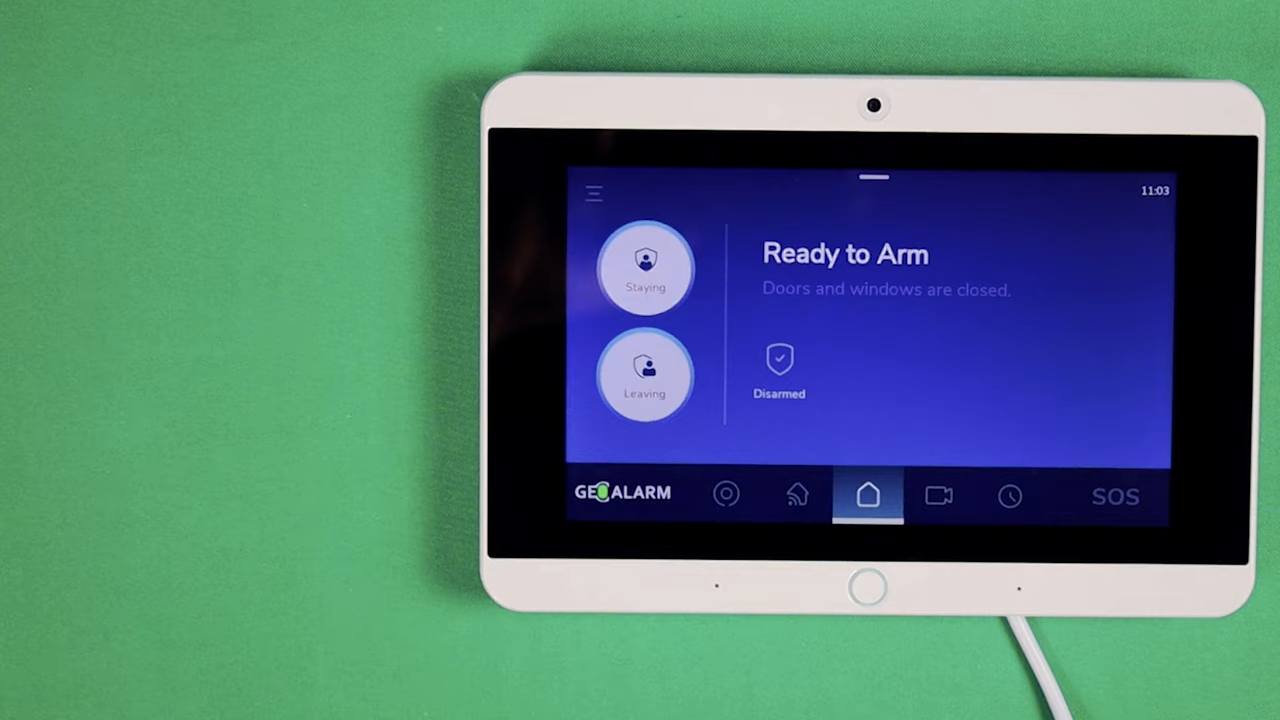 11:03
Staying
Ready to Arm
Doors and windows are closed.
Leaving
Disarmed
GEOALARM
SOS